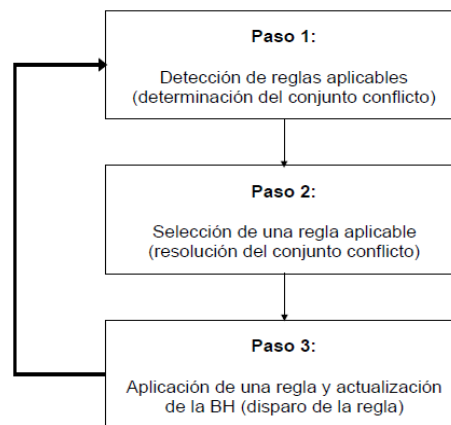 Paso 1:
Detección de reglas aplicables
(determinación del conjunto conflicto)
Paso 2:
Selección de una regla aplicable
(resolución del conjunto conflicto)
Paso 3:
Aplicación de una regla y actualización
de la BH (disparo de la regla)